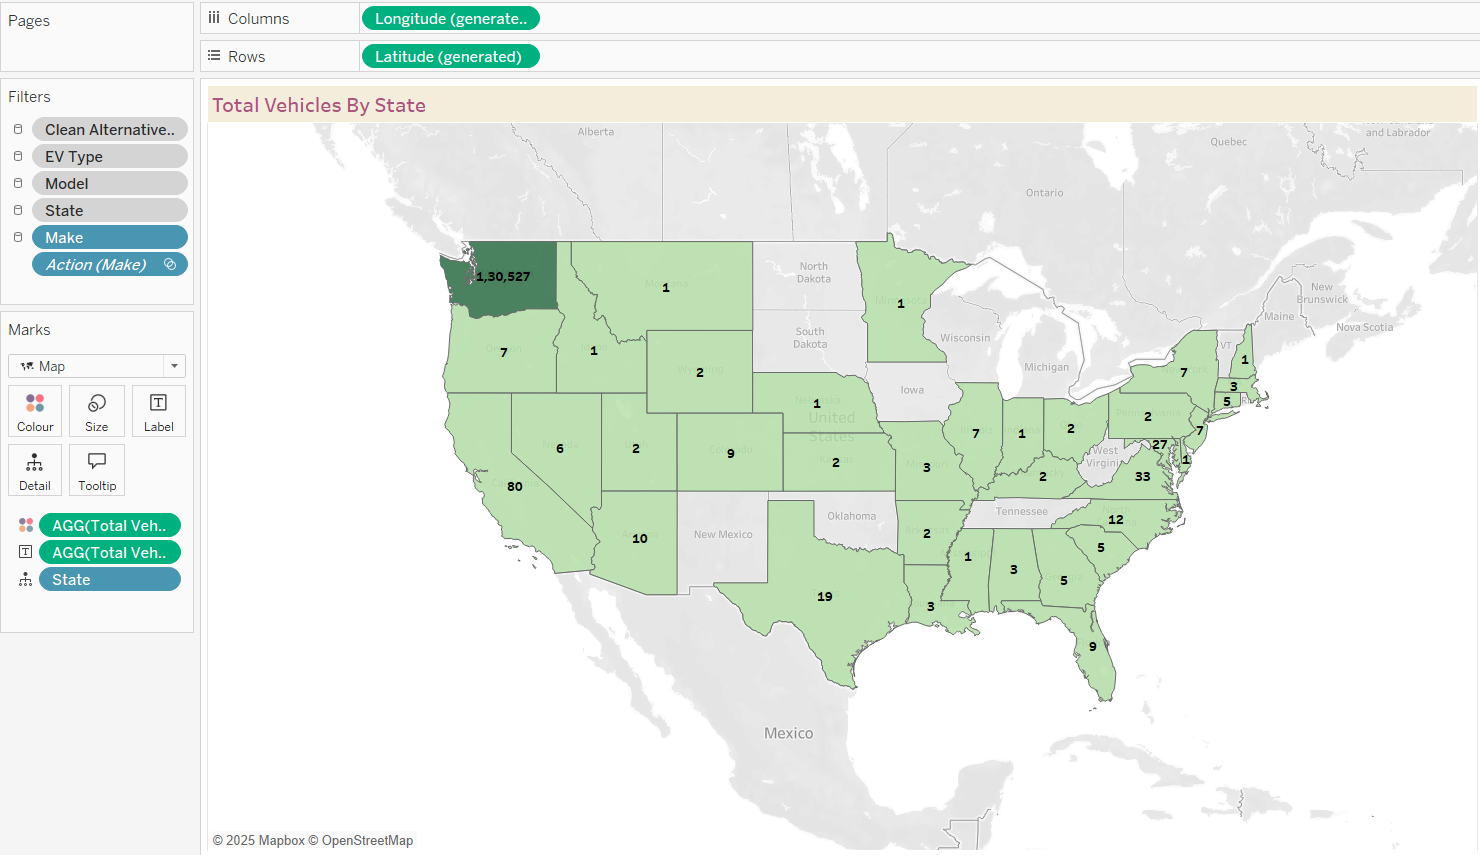 Pages
Columns
Longitude (generate..
Rows
Latitude (generated)
Filters
Clean Alternative..
EV Type
Model
State
Make
Action (Make)
Marks
Map
Colour
Size
Label
Detail
Tooltip
AGG(Total Veh..
AGG(Total Veh..
State
Total Vehicles By State
Alberta
Ontario
Quebec
and Labrador
New
Brunswick
Nova Scotia
Maine
VT
North
Dakota
South
Dakota
Wisconsin
Michigan
Iowa
United
States
West
Virgini
Tennessee
Oklahoma
New Mexico
Mexico
1,30,527
1
1
7
1
2
1
7
1
3
5
2
7
6
2
9
2
3
7
1
2
27
1
33
2
80
10
19
2
12
5
1
3
5
3
9
© 2025 Mapbox © OpenStreetMap